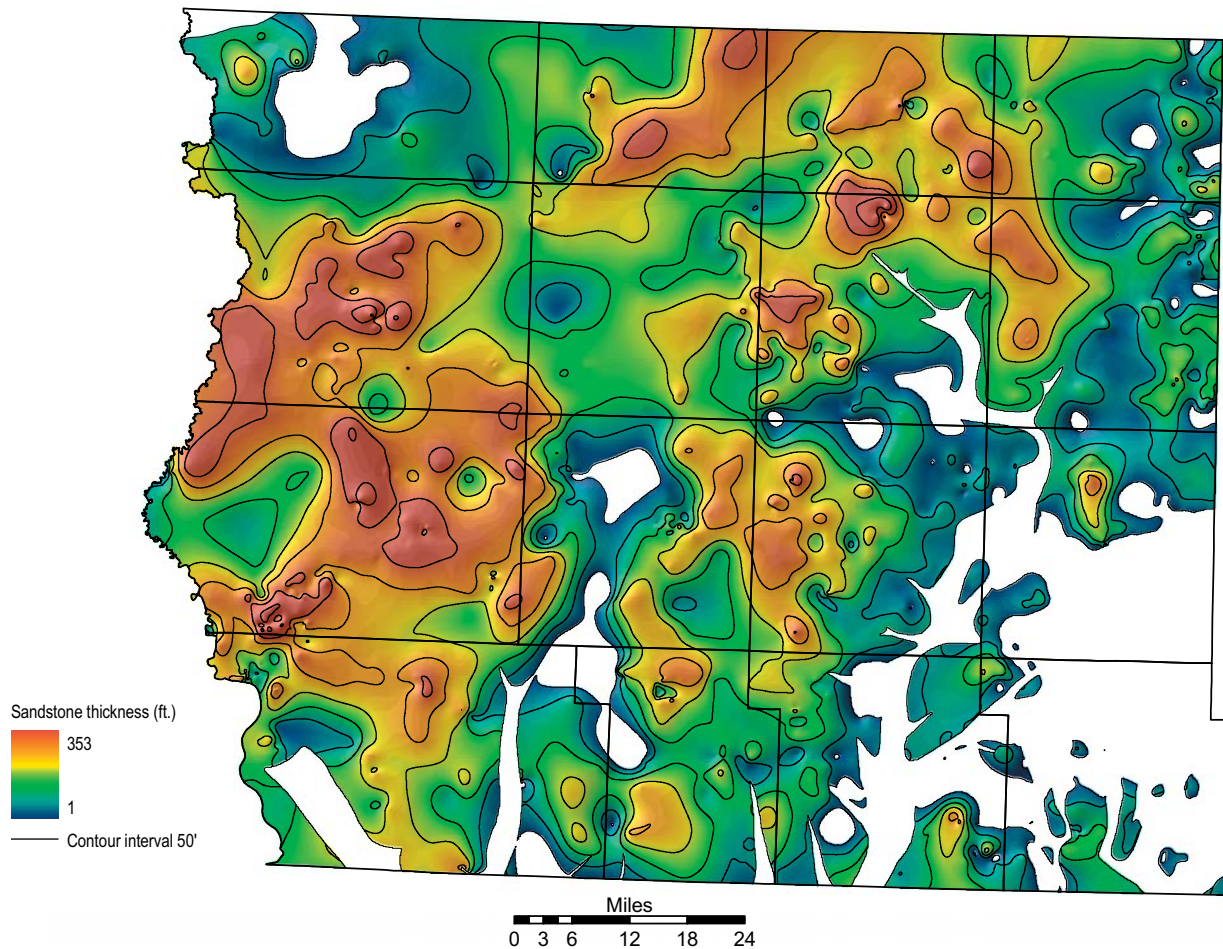 Sandstone thickness (ft.)
353
1
Contour interval 50'
Miles
0 3 6 12 18 24